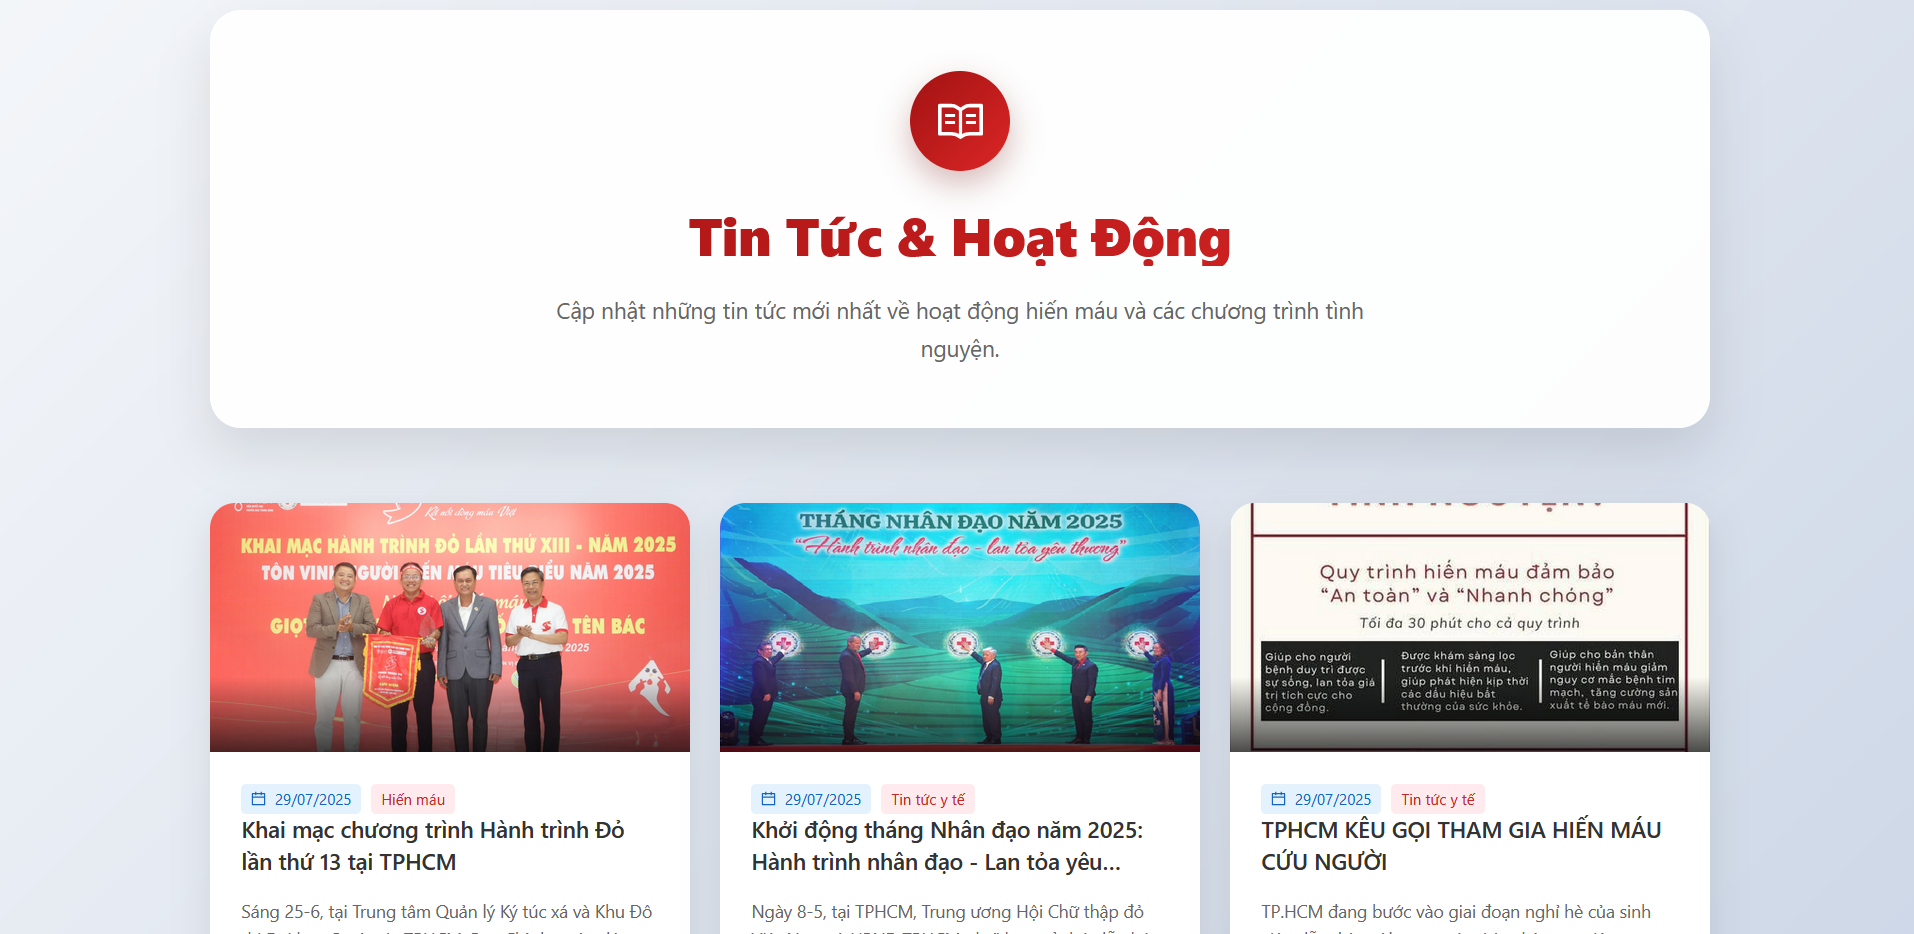 Tin Tức & Hoạt Động
Cập nhật những tin tức mới nhất về hoạt động hiến máu và các chương trình tình
nguyện.
Kết nối dòng máu Việt
KHAI MẠC HÀNH TRÌNH ĐỎ LẦN THỨ XIII - NĂM 2025
TÔN VINH NGƯỜI HIẾN MÁU TIÊU BIỂU NĂM 2025
TÊN BÁC
2025
THÁNG NHÂN ĐẠO NĂM 2025
“Hành trình nhân đạo - lan tỏa yêu thương”
Quy trình hiến máu đảm bảo
“An toàn” và “Nhanh chóng”
Tối đa 30 phút cho cả quy trình
Giúp cho người
bệnh duy trì được
sự sống, lan tỏa giá
trị tích cực cho
cộng đồng.
Được khám sàng lọc
trước khi hiến máu,
giúp phát hiện kịp thời
các dấu hiệu bất
thường của sức khỏe.
Giúp cho bản thân
người hiến máu giảm
nguy cơ mắc bệnh tim
mạch, tăng cường sản
xuất tế bào máu mới.
29/07/2025 Hiến máu
Khai mạc chương trình Hành trình Đỏ
lần thứ 13 tại TPHCM
Sáng 25-6, tại Trung tâm Quản lý Ký túc xá và Khu Đô
29/07/2025 Tin tức y tế
Khởi động tháng Nhân đạo năm 2025:
Hành trình nhân đạo - Lan tỏa yêu...
Ngày 8-5, tại TPHCM, Trung ương Hội Chữ thập đỏ
29/07/2025 Tin tức y tế
TPHCM KÊU GỌI THAM GIA HIẾN MÁU
CỨU NGƯỜI
TP.HCM đang bước vào giai đoạn nghỉ hè của sinh